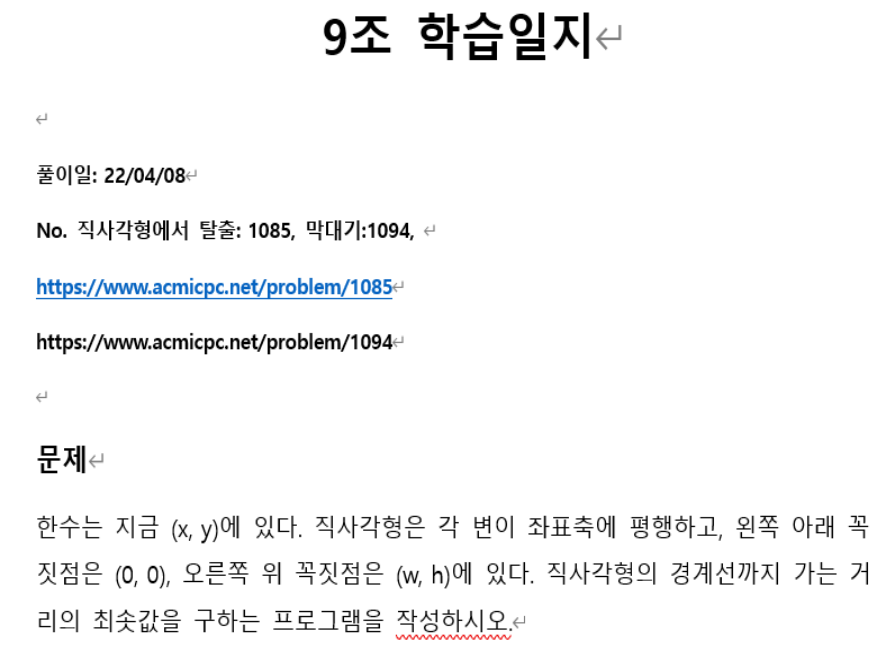 9조 학습일지
풀이일: 22/04/08
No. 직사각형에서 탈출: 1085, 막대기:1094,
https://www.acmicpc.net/problem/1085
https://www.acmicpc.net/problem/1094
문제
한수는 지금 (x, y)에 있다. 직사각형은 각 변이 좌표축에 평행하고, 왼쪽 아래 꼭
짓점은 (0, 0), 오른쪽 위 꼭짓점은 (w, h)에 있다. 직사각형의 경계선까지 가는 거
리의 최솟값을 구하는 프로그램을 작성하시오.